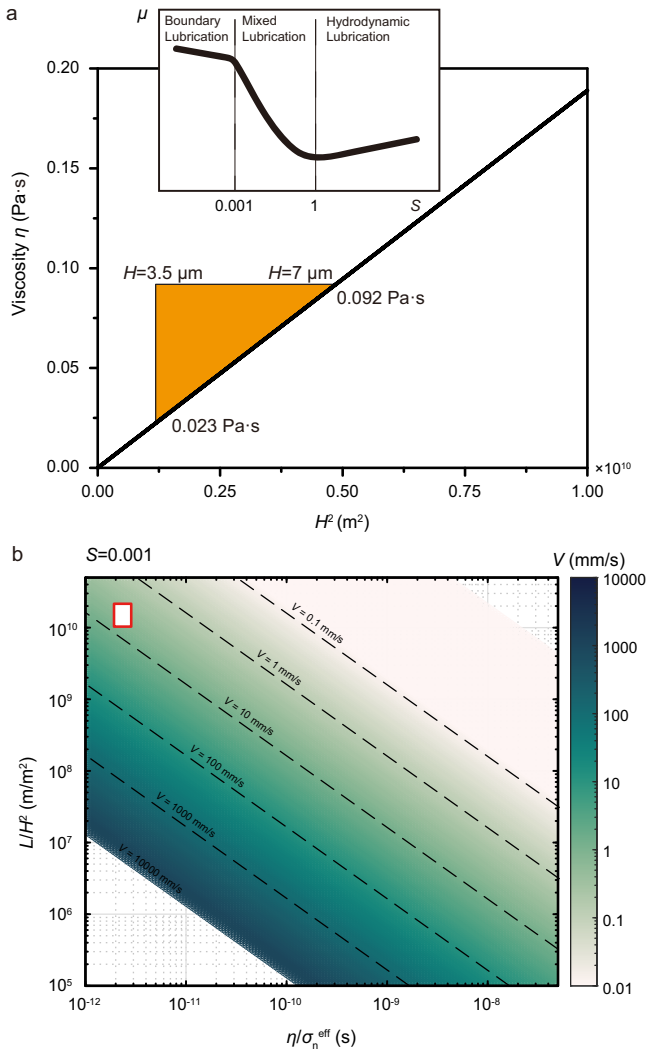 a
μ
Boundary Lubrication
Mixed Lubrication
Hydrodynamic Lubrication
0.001
1
S
0.20
0.15
0.10
0.05
0.00
Viscosity η (Pa·s)
H=3.5 μm
H=7 μm
0.092 Pa·s
0.023 Pa·s
0.00
0.25
0.50
0.75
1.00
×10¹⁰
H² (m²)
b
S=0.001
V (mm/s)
10¹⁰
10⁹
10⁸
10⁷
10⁶
10⁵
L/H² (m/m²)
V = 0.1 mm/s
V = 1 mm/s
V = 10 mm/s
V = 100 mm/s
V = 1000 mm/s
V = 10000 mm/s
10⁻¹²
10⁻¹¹
10⁻¹⁰
10⁻⁹
10⁻⁸
η/σₙᵉᶠᶠ (s)
10000
1000
100
10
1
0.1
0.01